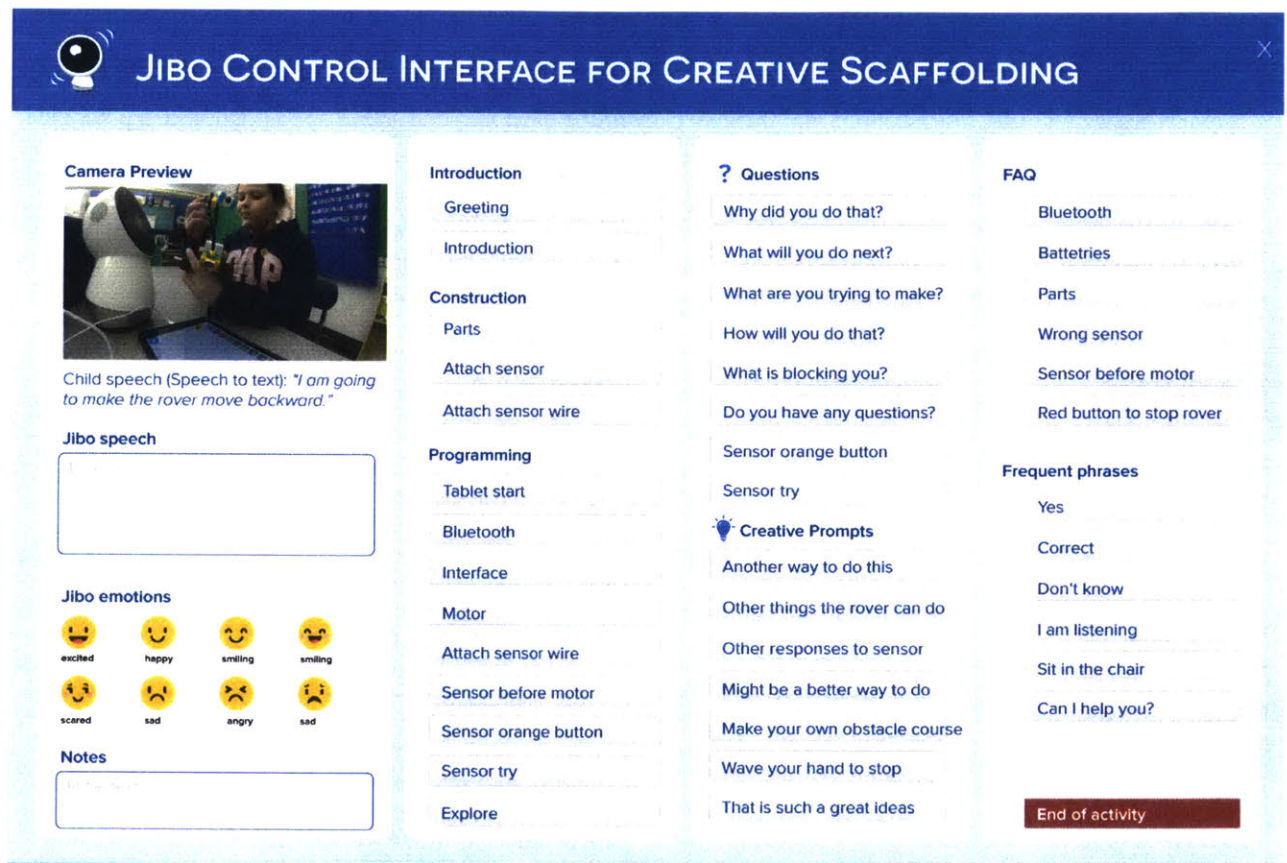 JIBO CONTROL INTERFACE FOR CREATIVE SCAFFOLDING
X
Camera Preview
Child speech (Speech to text): "I am going
to make the rover move backward."
Jibo speech
Jibo emotions
excited
happy
smiling
smiling
scared
sad
angry
sad
Notes
Introduction
Greeting
Introduction
Construction
Parts
Attach sensor
Attach sensor wire
Programming
Tablet start
Bluetooth
Interface
Motor
Attach sensor wire
Sensor before motor
Sensor orange button
Sensor try
Explore
? Questions
Why did you do that?
What will you do next?
What are you trying to make?
How will you do that?
What is blocking you?
Do you have any questions?
Sensor orange button
Sensor try
Creative Prompts
Another way to do this
Other things the rover can do
Other responses to sensor
Might be a better way to do
Make your own obstacle course
Wave your hand to stop
That is such a great ideas
FAQ
Bluetooth
Battetries
Parts
Wrong sensor
Sensor before motor
Red button to stop rover
Frequent phrases
Yes
Correct
Don't know
I am listening
Sit in the chair
Can I help you?
End of activity